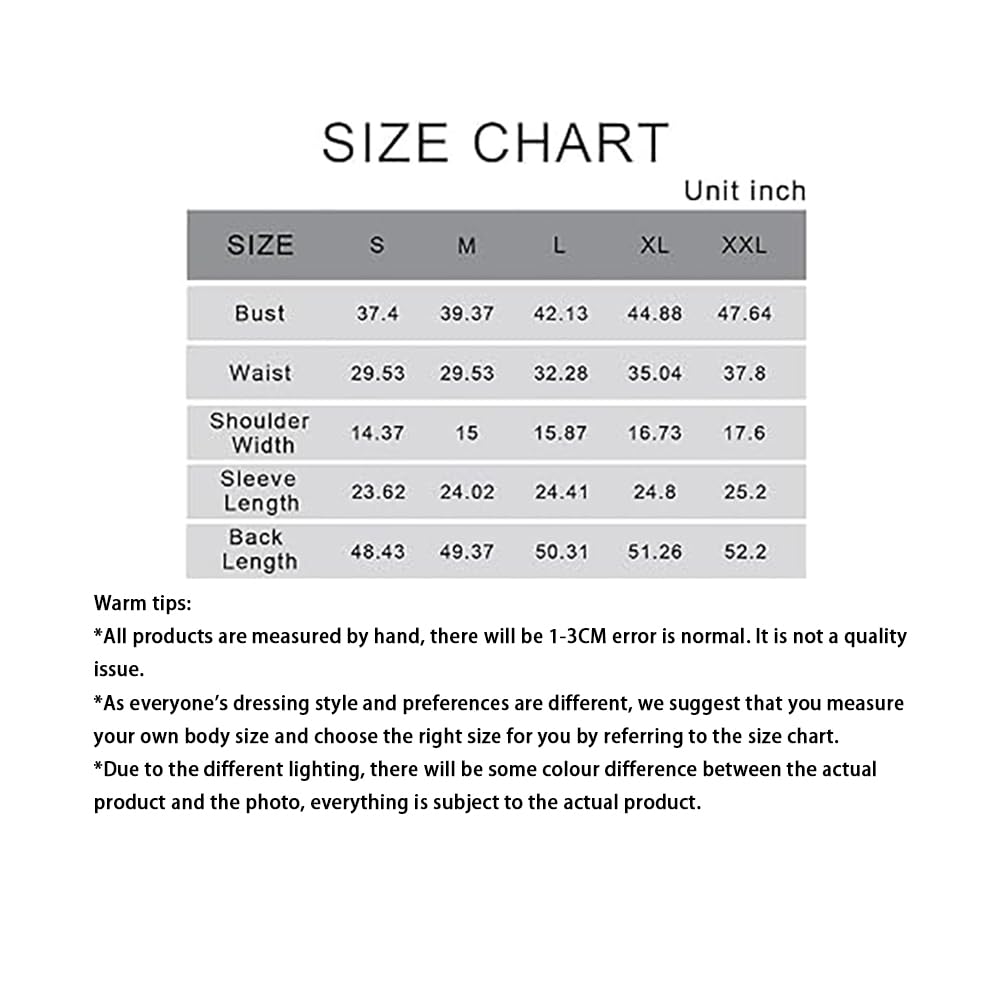 SIZE CHART
Unit inch
SIZE S M L XL XXL
Bust 37.4 39.37 42.13 44.88 47.64
Waist 29.53 29.53 32.28 35.04 37.8
Shoulder
Width 14.37 15 15.87 16.73 17.6
Sleeve
Length 23.62 24.02 24.41 24.8 25.2
Back
Length 48.43 49.37 50.31 51.26 52.2
Warm tips:
*All products are measured by hand, there will be 1-3CM error is normal. It is not a quality
issue.
*As everyone’s dressing style and preferences are different, we suggest that you measure
your own body size and choose the right size for you by referring to the size chart.
*Due to the different lighting, there will be some colour difference between the actual
product and the photo, everything is subject to the actual product.